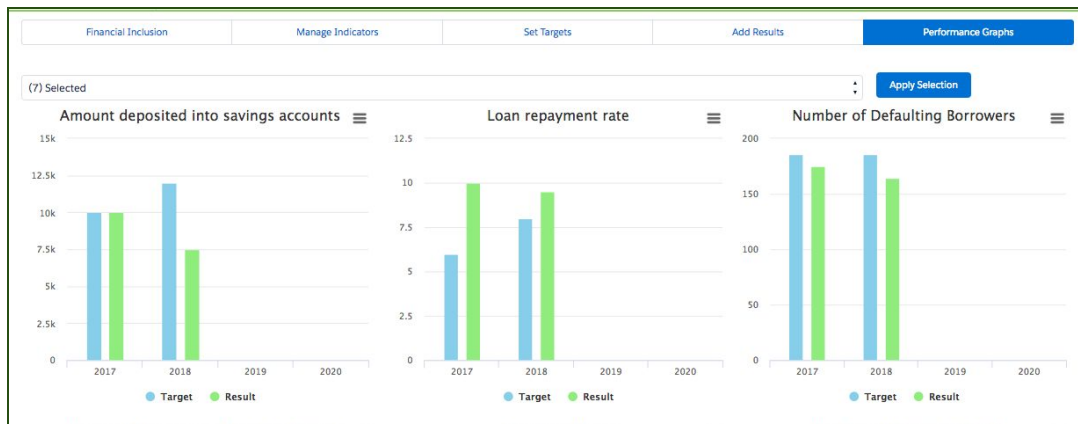 Financial Inclusion
Manage Indicators
Set Targets
Add Results
Performance Graphs
(7) Selected
Apply Selection
Amount deposited into savings accounts
15k
12.5k
10k
7.5k
5k
2.5k
0
2017 2018 2019 2020
Target Result
Loan repayment rate
12.5
10
7.5
5
2.5
0
2017 2018 2019 2020
Target Result
Number of Defaulting Borrowers
200
150
100
50
0
2017 2018 2019 2020
Target Result